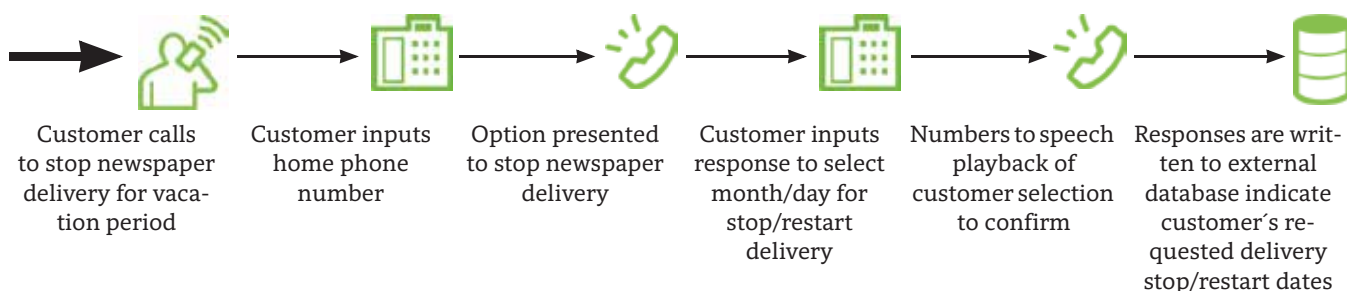 Customer calls
to stop newspaper
delivery for vaca-
tion period
Customer inputs
home phone
number
Option presented
to stop newspaper
delivery
Customer inputs
response to select
month/day for
stop/restart
delivery
Numbers to speech
playback of
customer selection
to confirm
Responses are writ-
ten to external
database indicate
customer´s re-
quested delivery
stop/restart dates